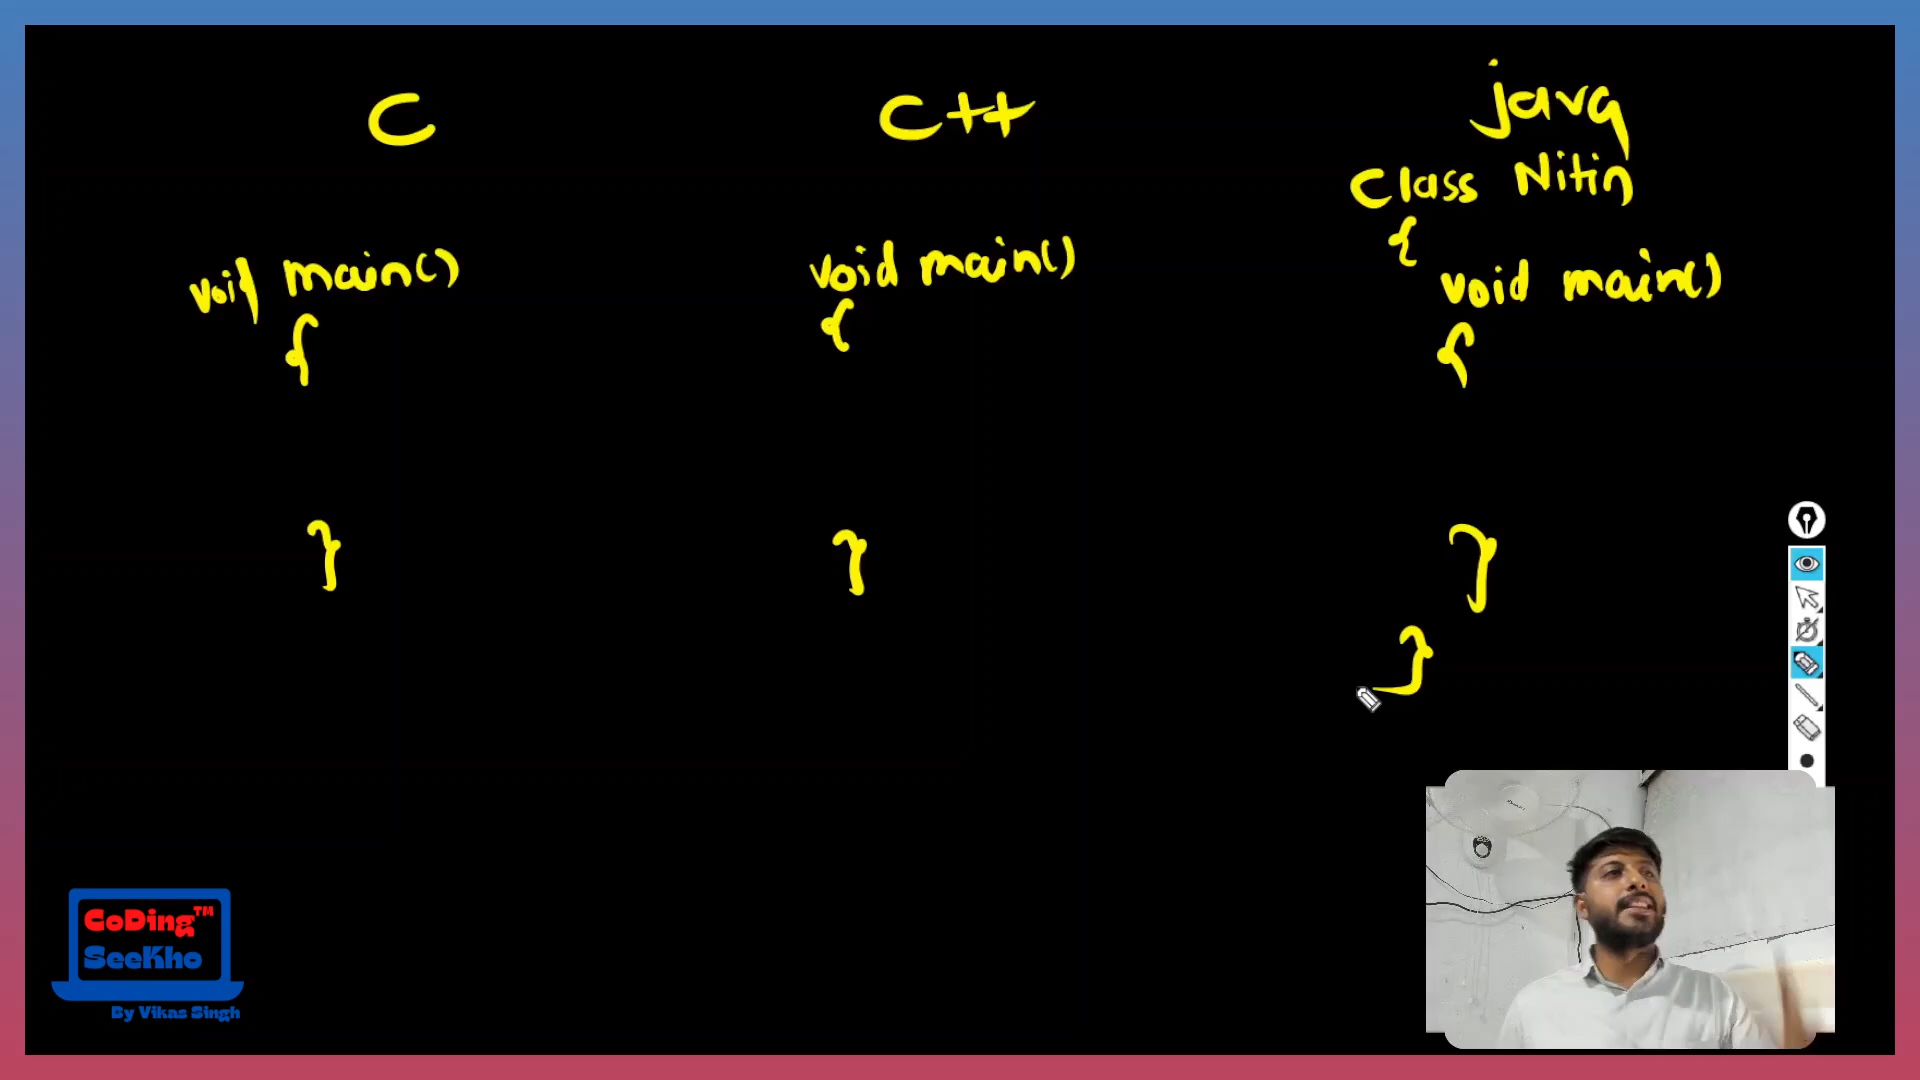 C
void main()
{
}
C++
void main()
{
}
java
Class Nitin
{
void main()
{
}
}
CoDing™
SeeKho
By Vikas Singh